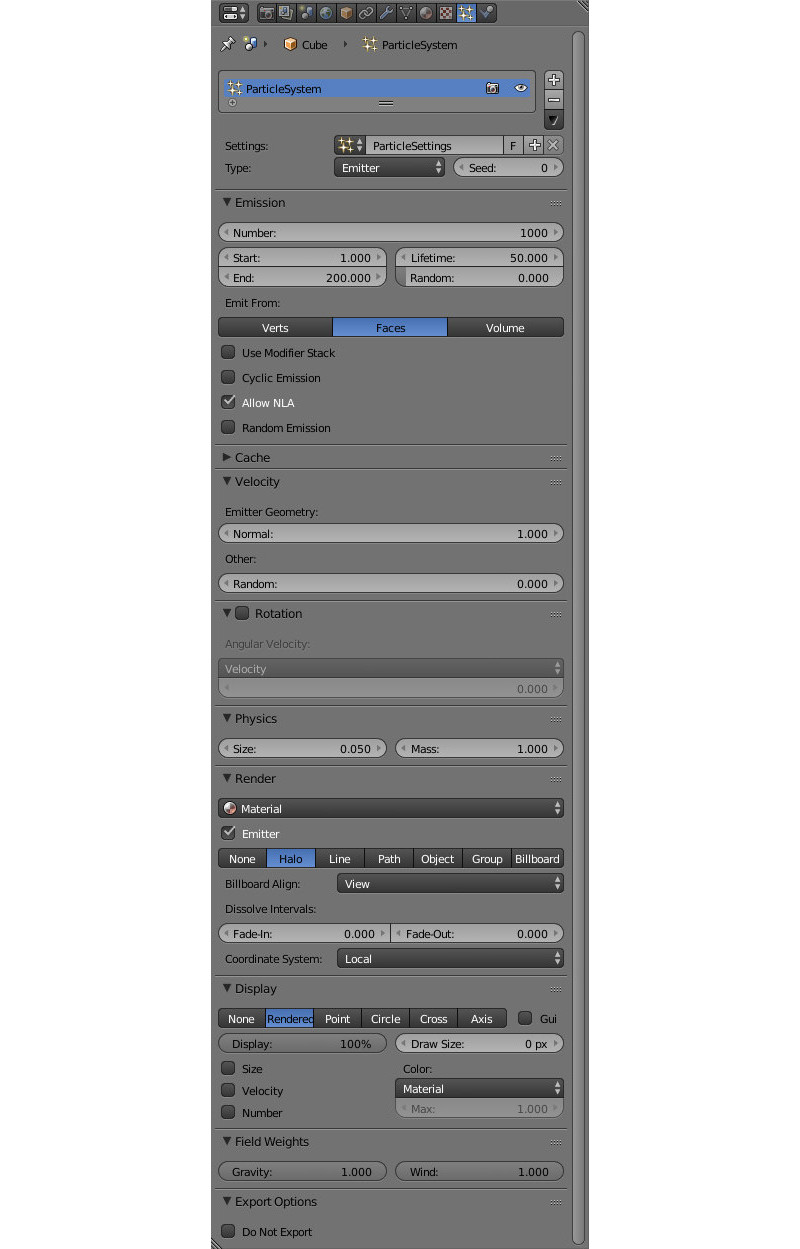 Cube ParticleSystem
ParticleSystem
Settings: ParticleSettings F
Type: Emitter Seed: 0
Emission
Number: 1000
Start: 1.000 Lifetime: 50.000
End: 200.000 Random: 0.000
Emit From:
Verts Faces Volume
Use Modifier Stack
Cyclic Emission
Allow NLA
Random Emission
Cache
Velocity
Emitter Geometry:
Normal: 1.000
Other:
Random: 0.000
Rotation
Angular Velocity:
Velocity
0.000
Physics
Size: 0.050 Mass: 1.000
Render
Material
Emitter
None Halo Line Path Object Group Billboard
Billboard Align: View
Dissolve Intervals:
Fade-In: 0.000 Fade-Out: 0.000
Coordinate System: Local
Display
None Rendered Point Circle Cross Axis Gui
Display: 100% Draw Size: 0 px
Size Color:
Velocity Material
Number Max: 1.000
Field Weights
Gravity: 1.000 Wind: 1.000
Export Options
Do Not Export